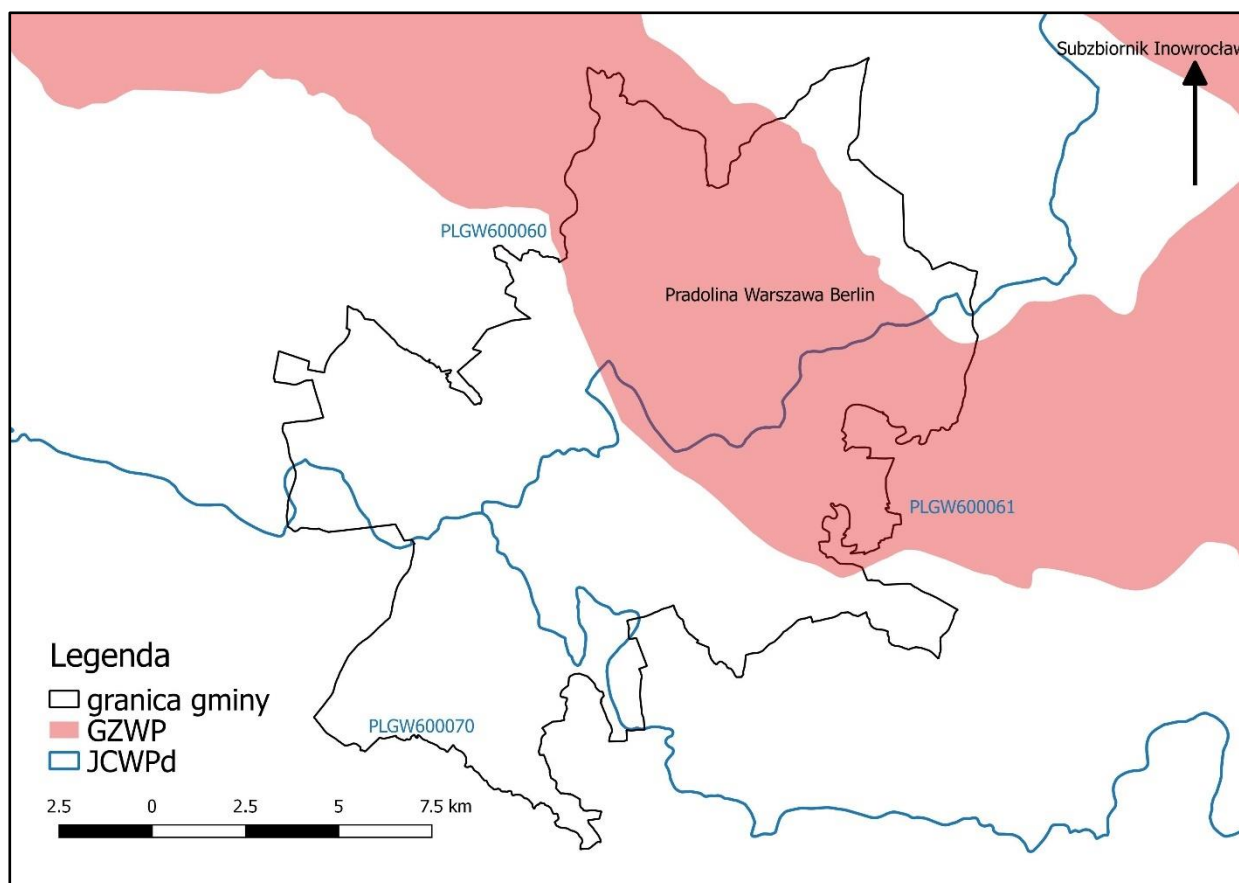 Subzbiornik Inowrocław
PLGW600060
Pradolina Warszawa Berlin
PLGW600061
PLGW600070
Legenda
granica gminy
GZWP
JCWPd
2.5 0 2.5 5 7.5 km